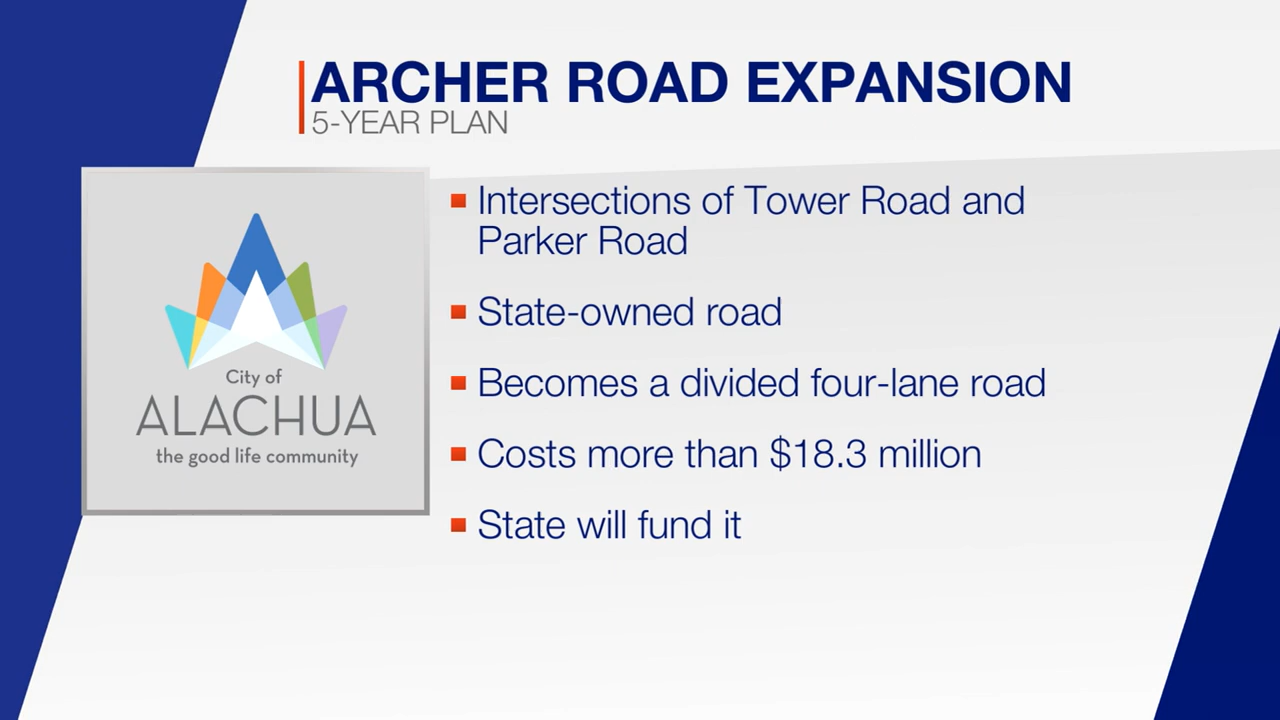 ARCHER ROAD EXPANSION
5-YEAR PLAN
City of
ALACHUA
the good life community
Intersections of Tower Road and
Parker Road
State-owned road
Becomes a divided four-lane road
Costs more than $18.3 million
State will fund it